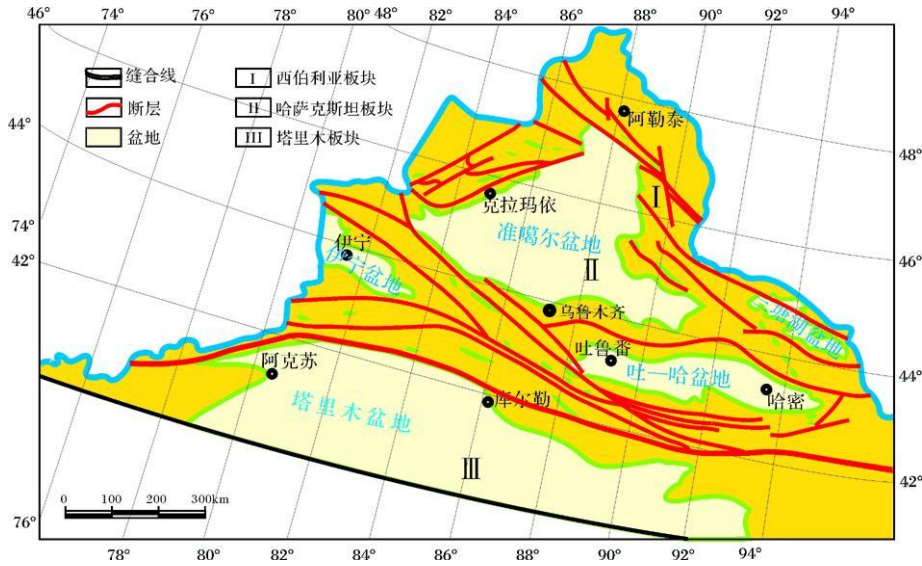 46° 78° 80° 48° 82° 84° 86° 88° 90° 92° 94°
缝合线
断层
盆地
I 西伯利亚板块
II 哈萨克斯坦板块
III 塔里木板块
阿勒泰
44°
48°
I
克拉玛依
准噶尔盆地
74°
伊宁
伊宁盆地
42°
II
46°
乌鲁木齐
三塘湖盆地
吐鲁番
吐—哈盆地
阿克苏
哈密
44°
库尔勒
塔里木盆地
III
42°
0 100 200 300km
76°
78° 80° 82° 84° 86° 88° 90° 92° 94°